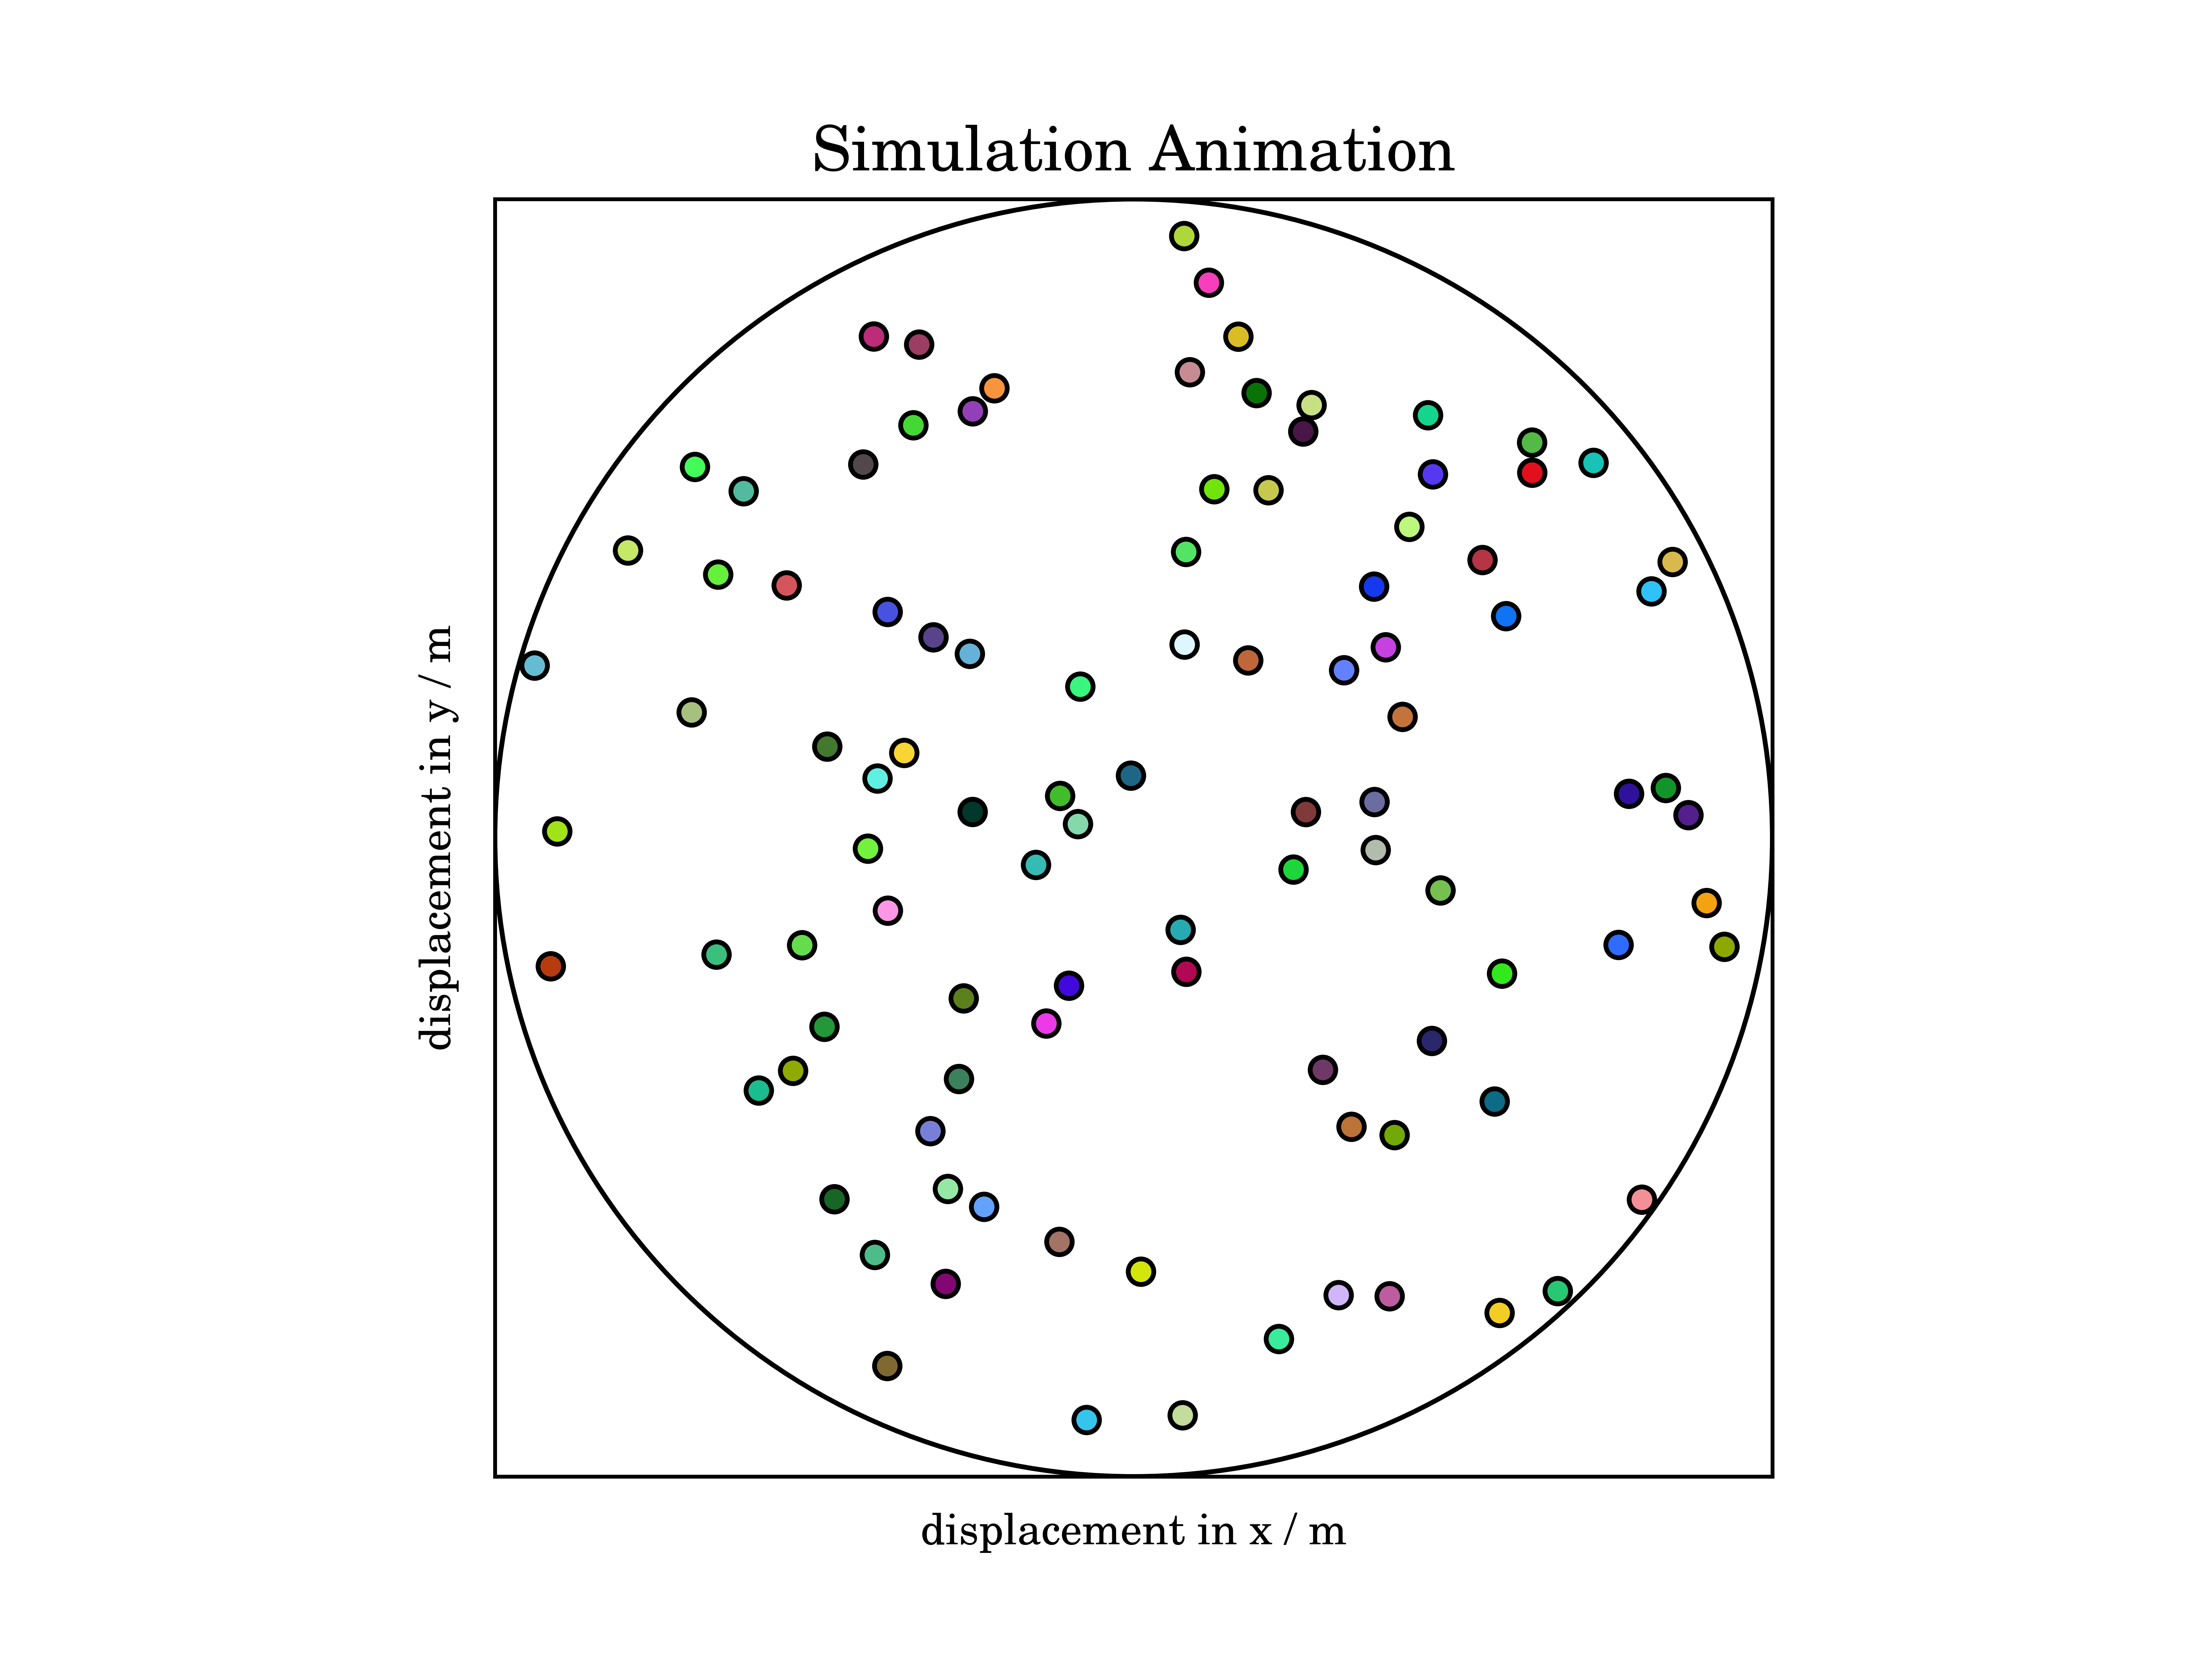 Simulation Animation
displacement in y / m
displacement in x / m